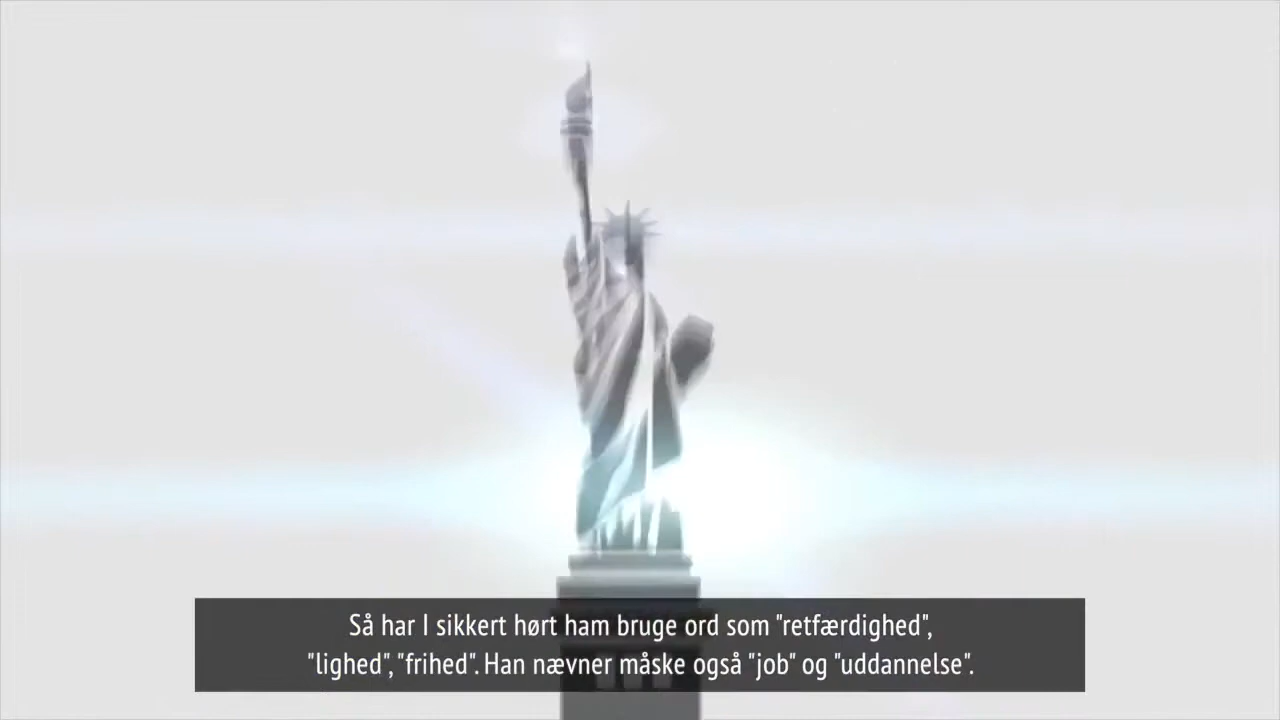 Så har I sikkert hørt ham bruge ord som "retfærdighed",
"lighed", "frihed". Han nævner måske også "job" og "uddannelse".